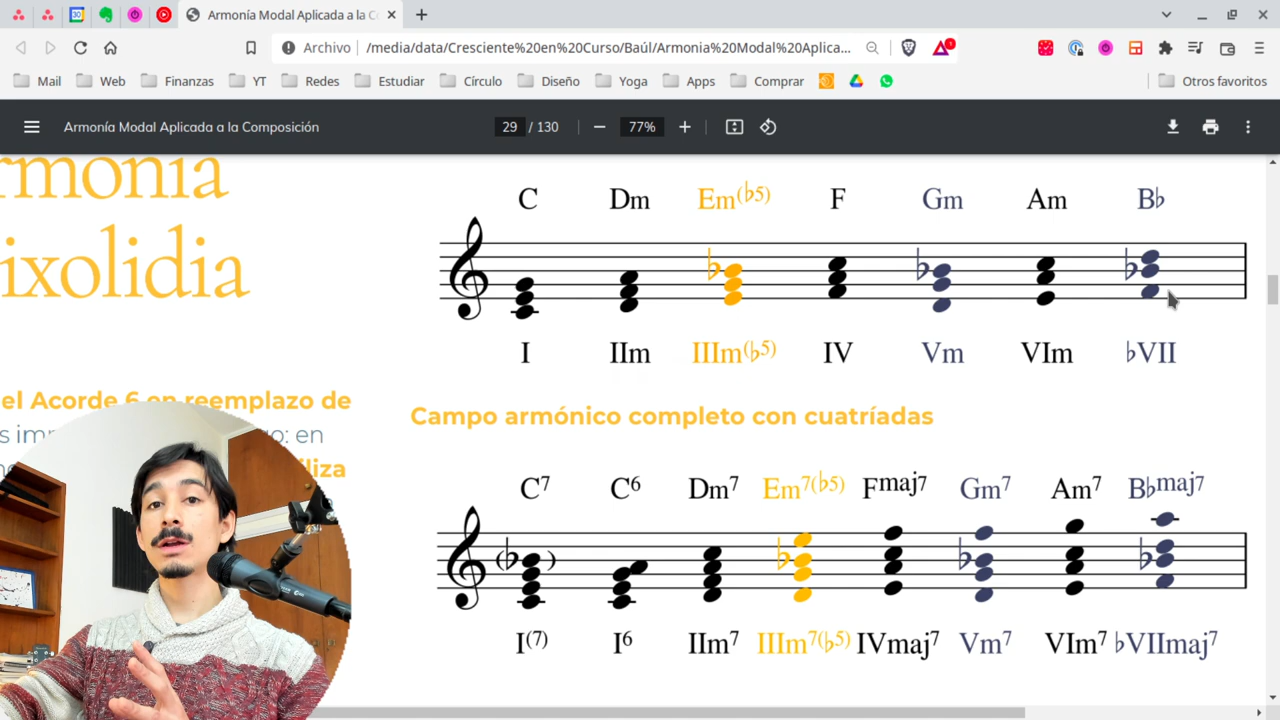 Armonía Modal Aplicada a la C
Archivo /media/data/Cresciente%20en%20Curso/Baúl/Armonia%20Modal%20Aplica...
1
Mail Web Finanzas YT Redes Estudiar Círculo Diseño Yoga Apps Comprar Otros favoritos
Armonía Modal Aplicada a la Composición 29 / 130 77%
rmonía
ixolidia
C Dm Em(♭5) F Gm Am B♭
I IIm IIIm(♭5) IV Vm VIm ♭VII
el Acorde 6 en reemplazo de
o: en
iliza
Campo armónico completo con cuatríadas
C7 C6 Dm7 Em7(♭5) Fmaj7 Gm7 Am7 B♭maj7
I(7) I6 IIm7 IIIm7(♭5) IVmaj7 Vm7 VIm7 ♭VIImaj7